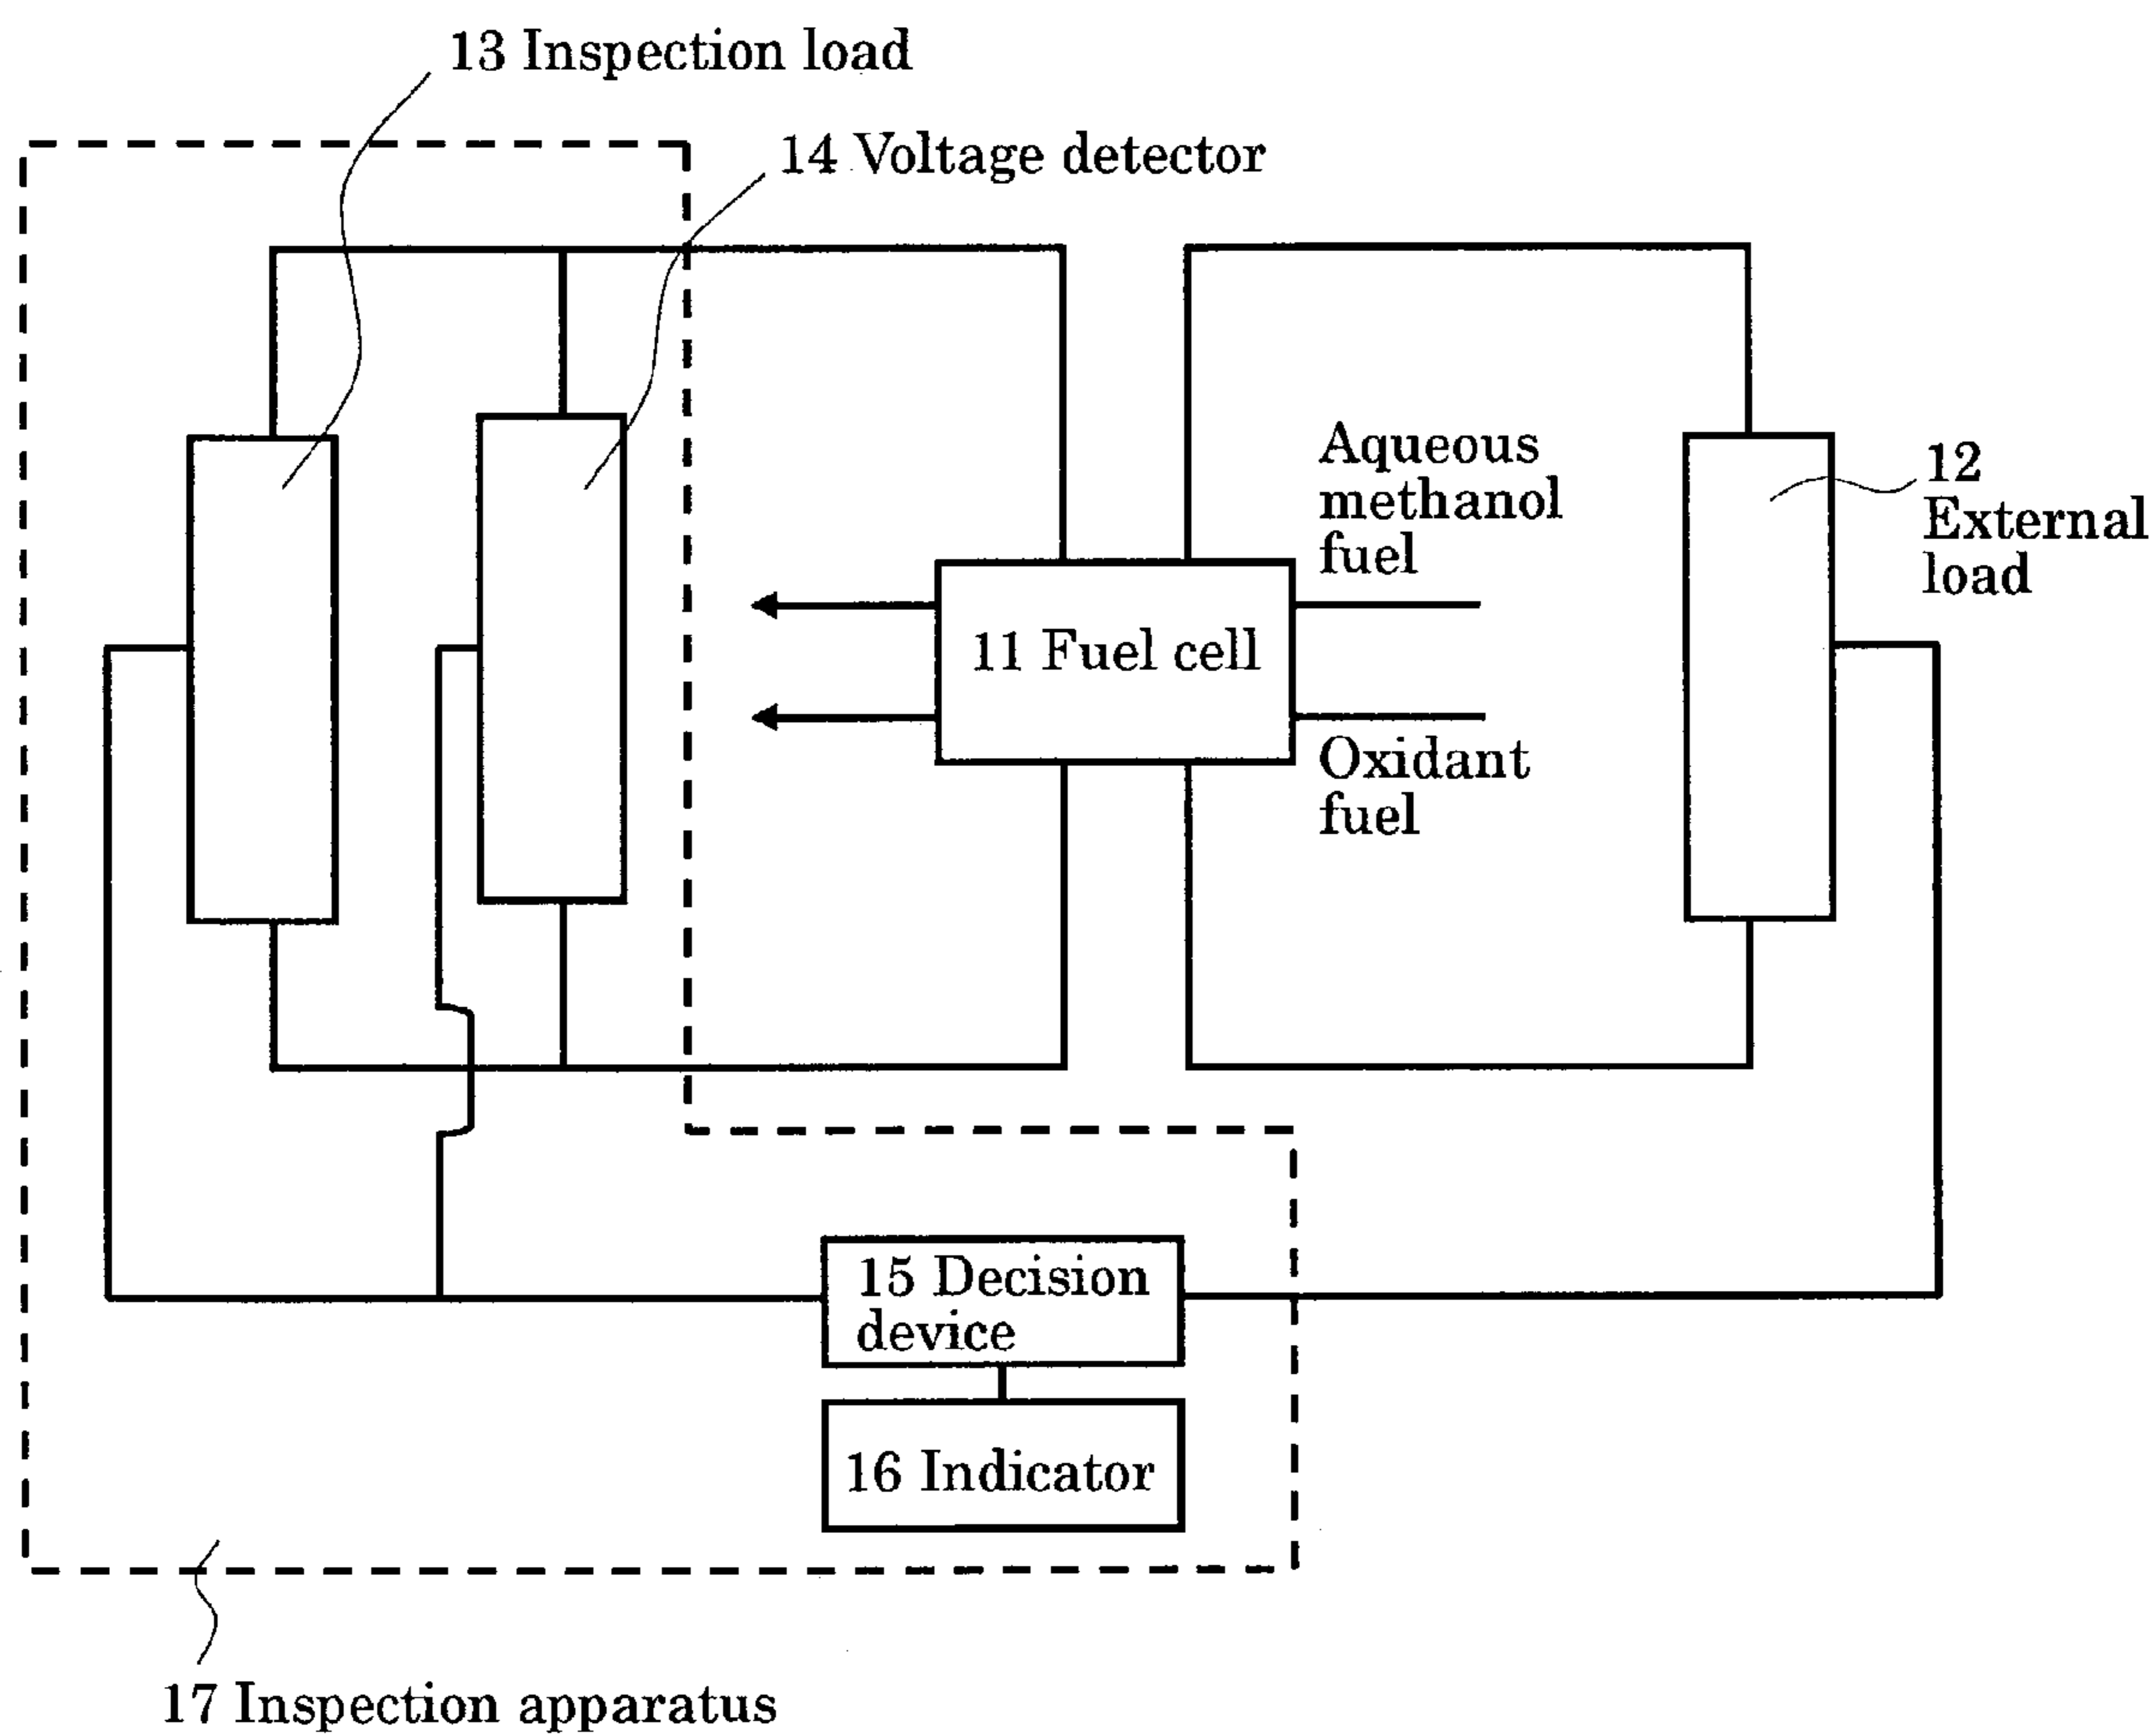 13 Inspection load
14 Voltage detector
Aqueous
methanol
fuel
12
External
load
11 Fuel cell
Oxidant
fuel
15 Decision
device
16 Indicator
17 Inspection apparatus